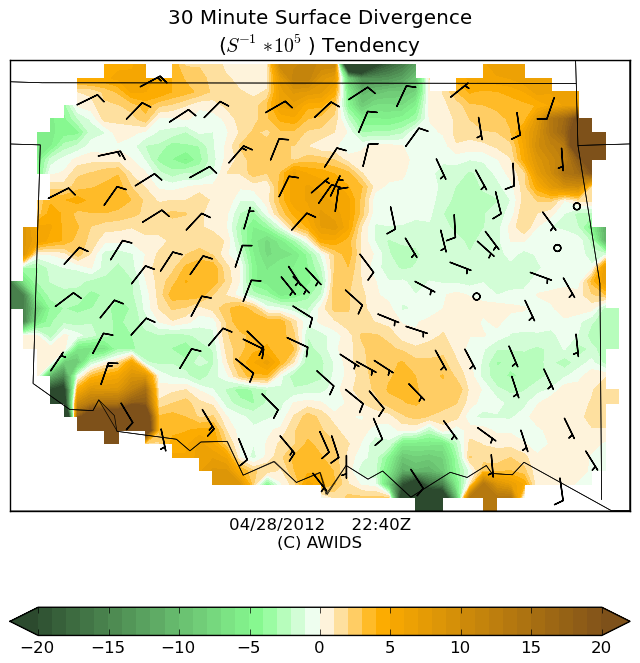 30 Minute Surface Divergence
(S⁻¹ *10⁵ ) Tendency
04/28/2012 22:40Z
(C) AWIDS
−20 −15 −10 −5 0 5 10 15 20